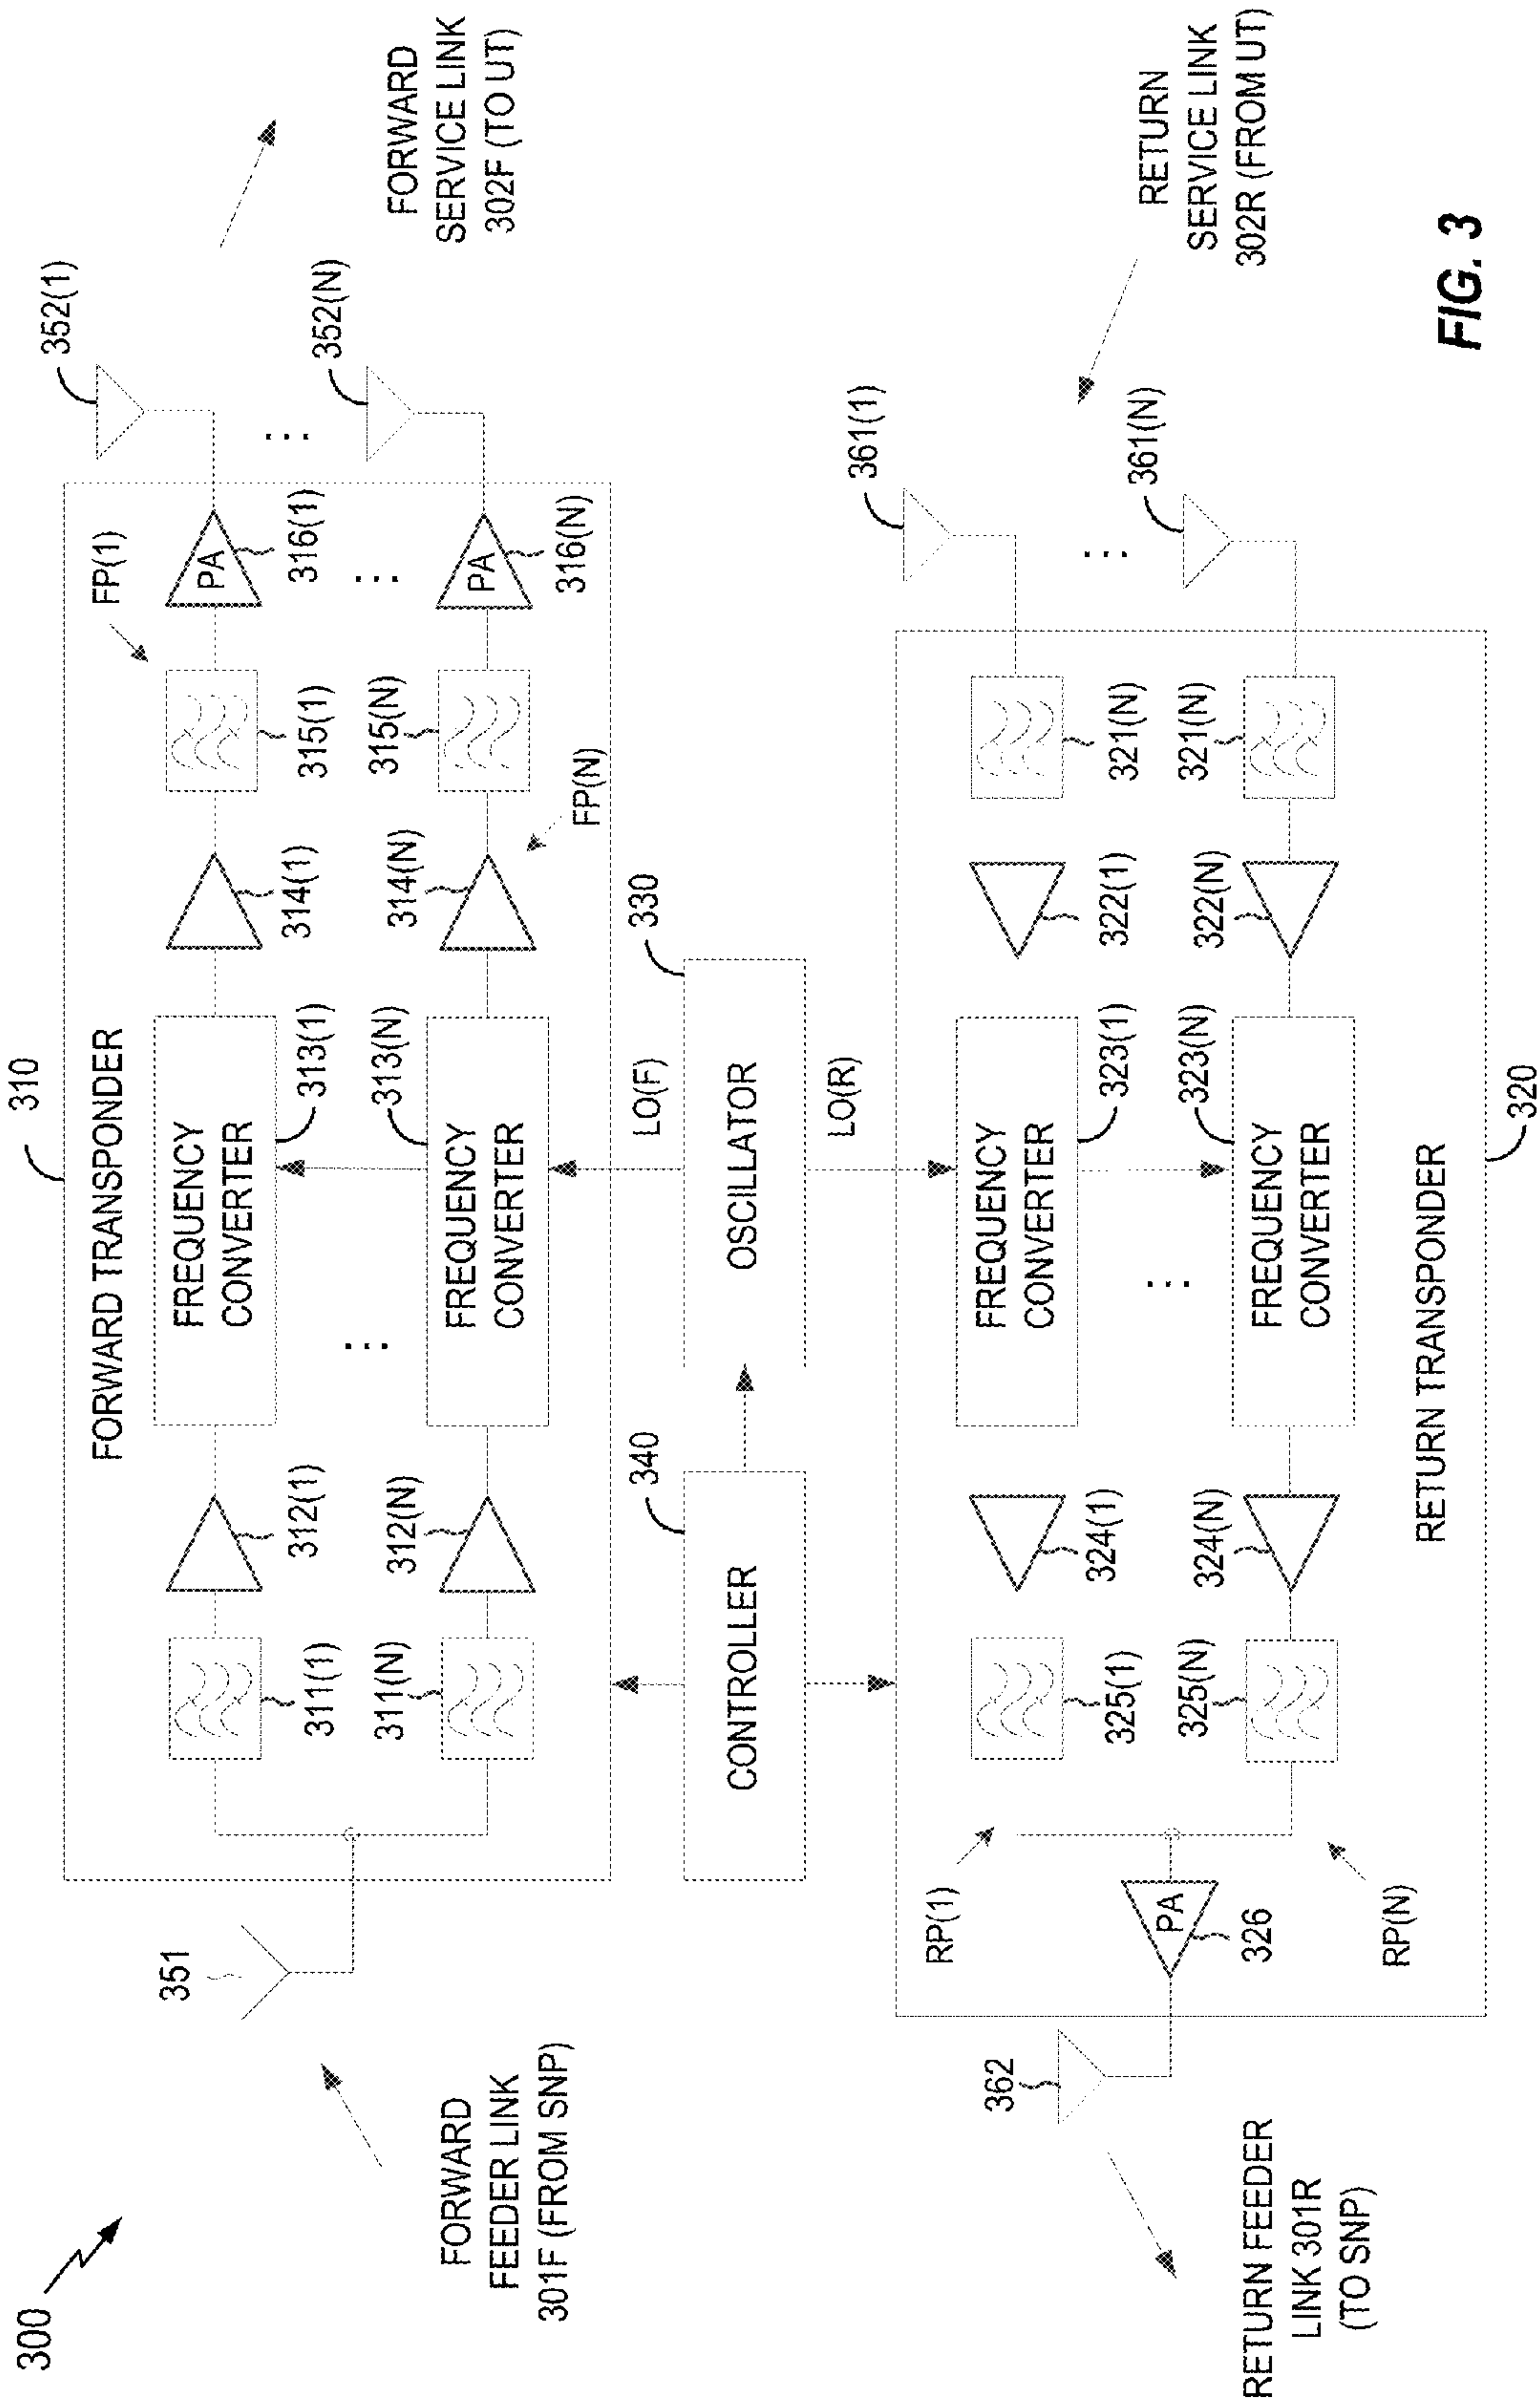 300
310
FORWARD TRANSPONDER
FP(1)
352(1)
FORWARD
SERVICE LINK
302F (TO UT)
FREQUENCY
CONVERTER
PA
311(1)
312(1)
313(1)
314(1)
315(1)
316(1)
...
...
...
351
311(N)
312(N)
313(N)
314(N)
315(N)
352(N)
FREQUENCY
CONVERTER
PA
316(N)
FP(N)
FORWARD
FEEDER LINK
301F (FROM SNP)
340
330
LO(F)
CONTROLLER
OSCILLATOR
LO(R)
RETURN
SERVICE LINK
302R (FROM UT)
361(1)
362
RP(1)
FREQUENCY
CONVERTER
325(1)
324(1)
323(1)
322(1)
321(N)
...
...
361(N)
PA
326
325(N)
324(N)
323(N)
322(N)
321(N)
FREQUENCY
CONVERTER
RP(N)
RETURN TRANSPONDER
320
RETURN FEEDER
LINK 301R
(TO SNP)
FIG. 3